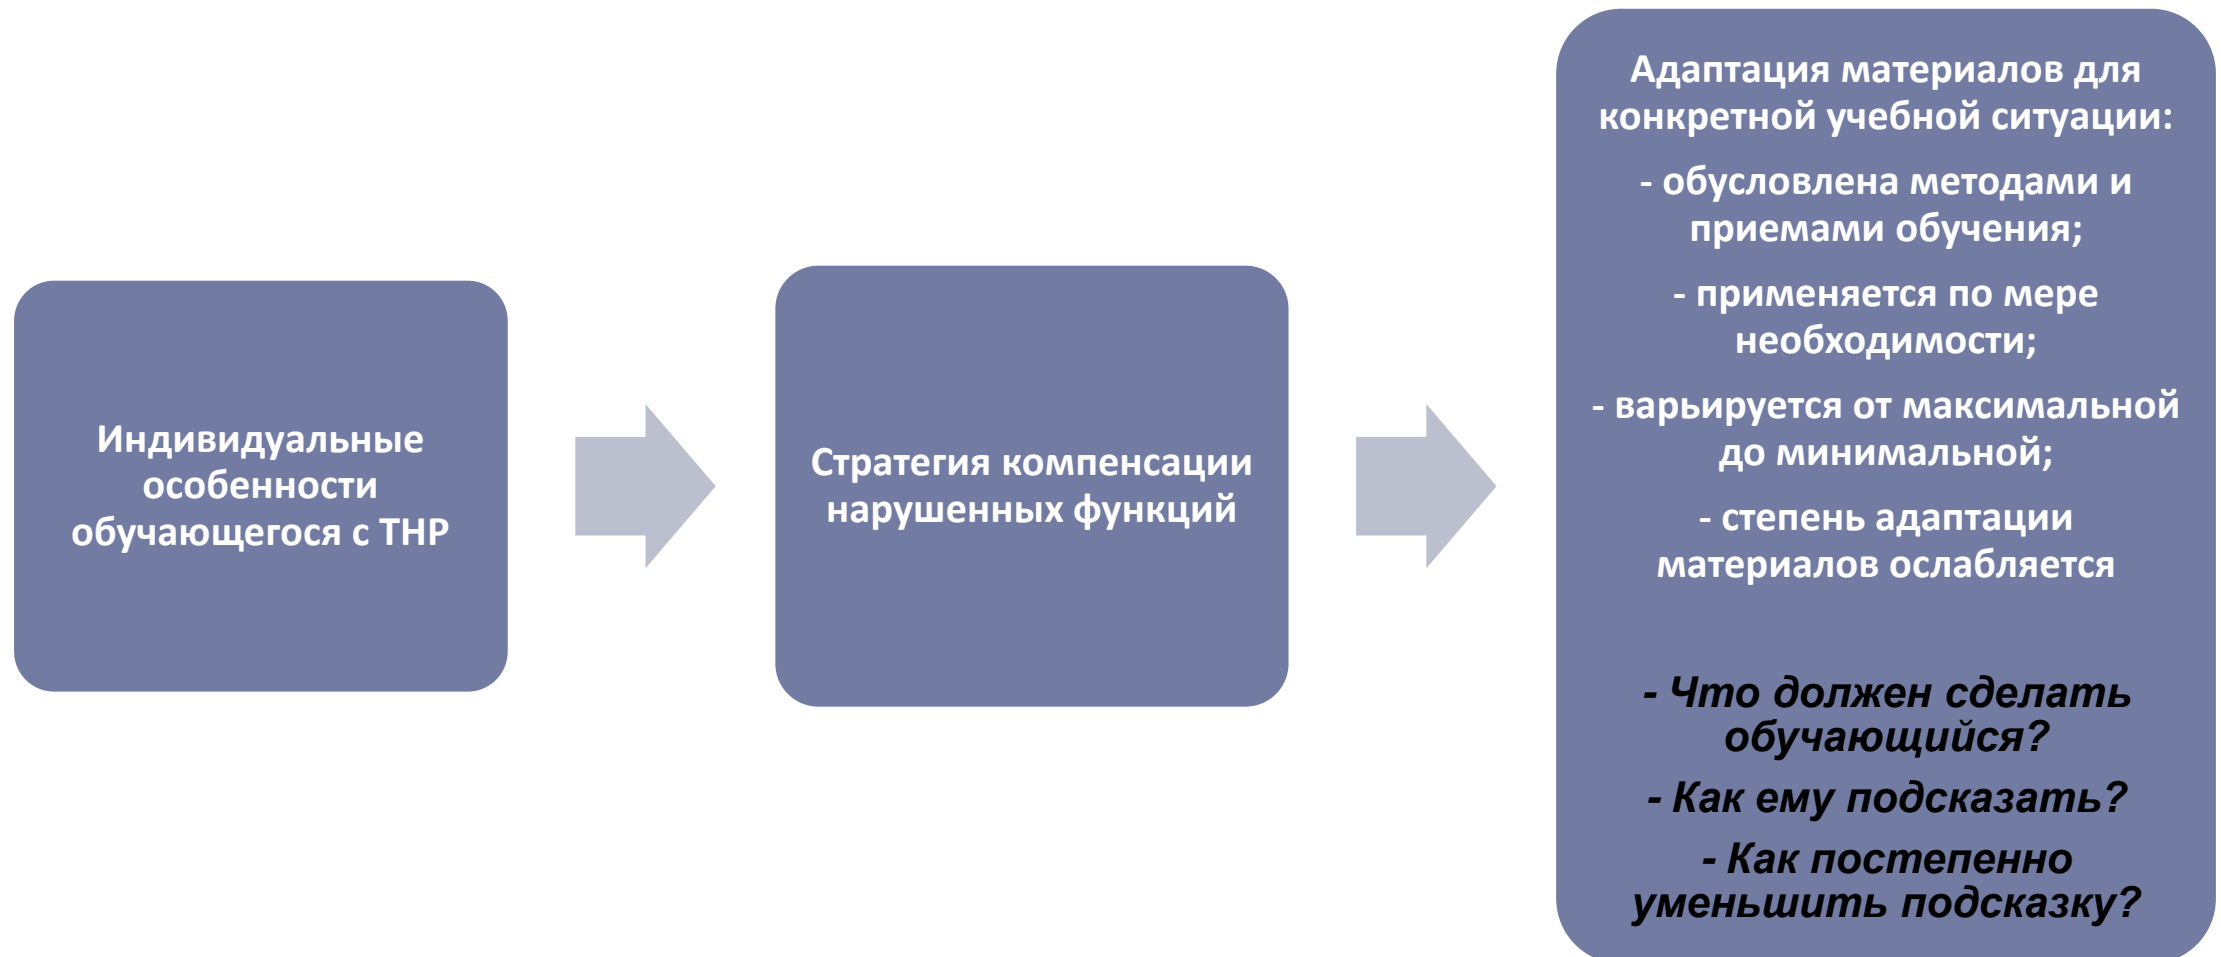 Индивидуальные
особенности
обучающегося с ТНР
Стратегия компенсации
нарушенных функций
Адаптация материалов для
конкретной учебной ситуации:
- обусловлена методами и
приемами обучения;
- применяется по мере
необходимости;
- варьируется от максимальной
до минимальной;
- степень адаптации
материалов ослабляется
- Что должен сделать
обучающийся?
- Как ему подсказать?
- Как постепенно
уменьшить подсказку?